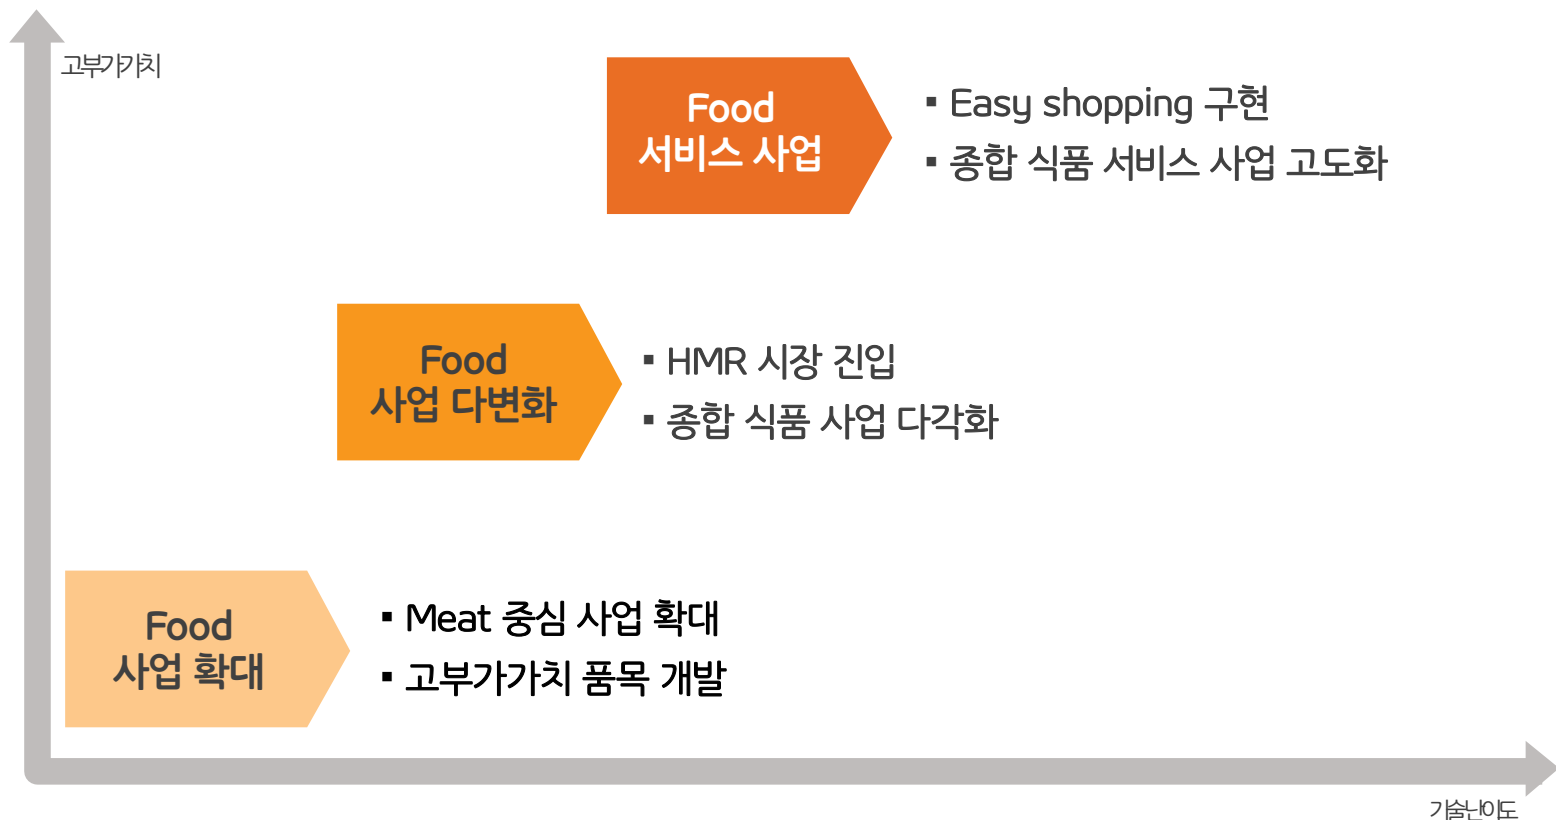 고부가가치
Food
서비스 사업
▪ Easy shopping 구현
▪ 종합 식품 서비스 사업 고도화
Food
사업 다변화
▪ HMR 시장 진입
▪ 종합 식품 사업 다각화
Food
사업 확대
▪ Meat 중심 사업 확대
▪ 고부가가치 품목 개발
기술난이도